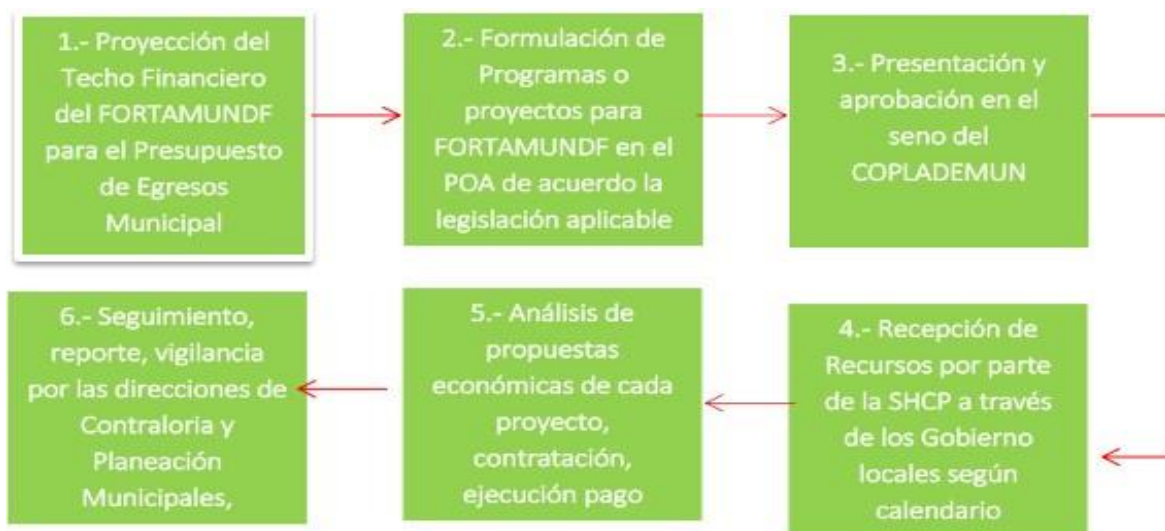 1.- Proyección del
Techo Financiero
del FORTAMUNDF
para el Presupuesto
de Egresos
Municipal
2.- Formulación de
Programas o
proyectos para
FORTAMUNDF en el
POA de acuerdo la
legislación aplicable
3.- Presentación y
aprobación en el
seno del
COPLADEMUN
4.- Recepción de
Recursos por parte
de la SHCP a través
de los Gobierno
locales según
calendario
5.- Análisis de
propuestas
económicas de cada
proyecto,
contratación,
ejecución pago
6.- Seguimiento,
reporte, vigilancia
por las direcciones de
Contraloria y
Planeación
Municipales,